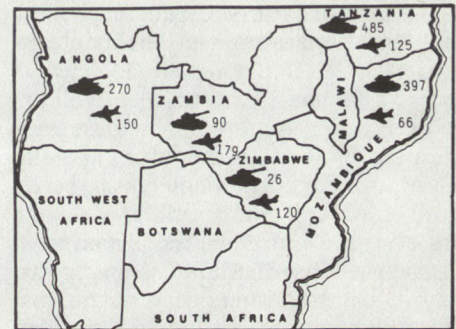 TANZANIA
485
125
ANGOLA
270
150
ZAMBIA
90
179
MALAWI
397
66
ZIMBABWE
26
120
MOZAMBIQUE
SOUTH WEST
AFRICA
BOTSWANA
SOUTH AFRICA